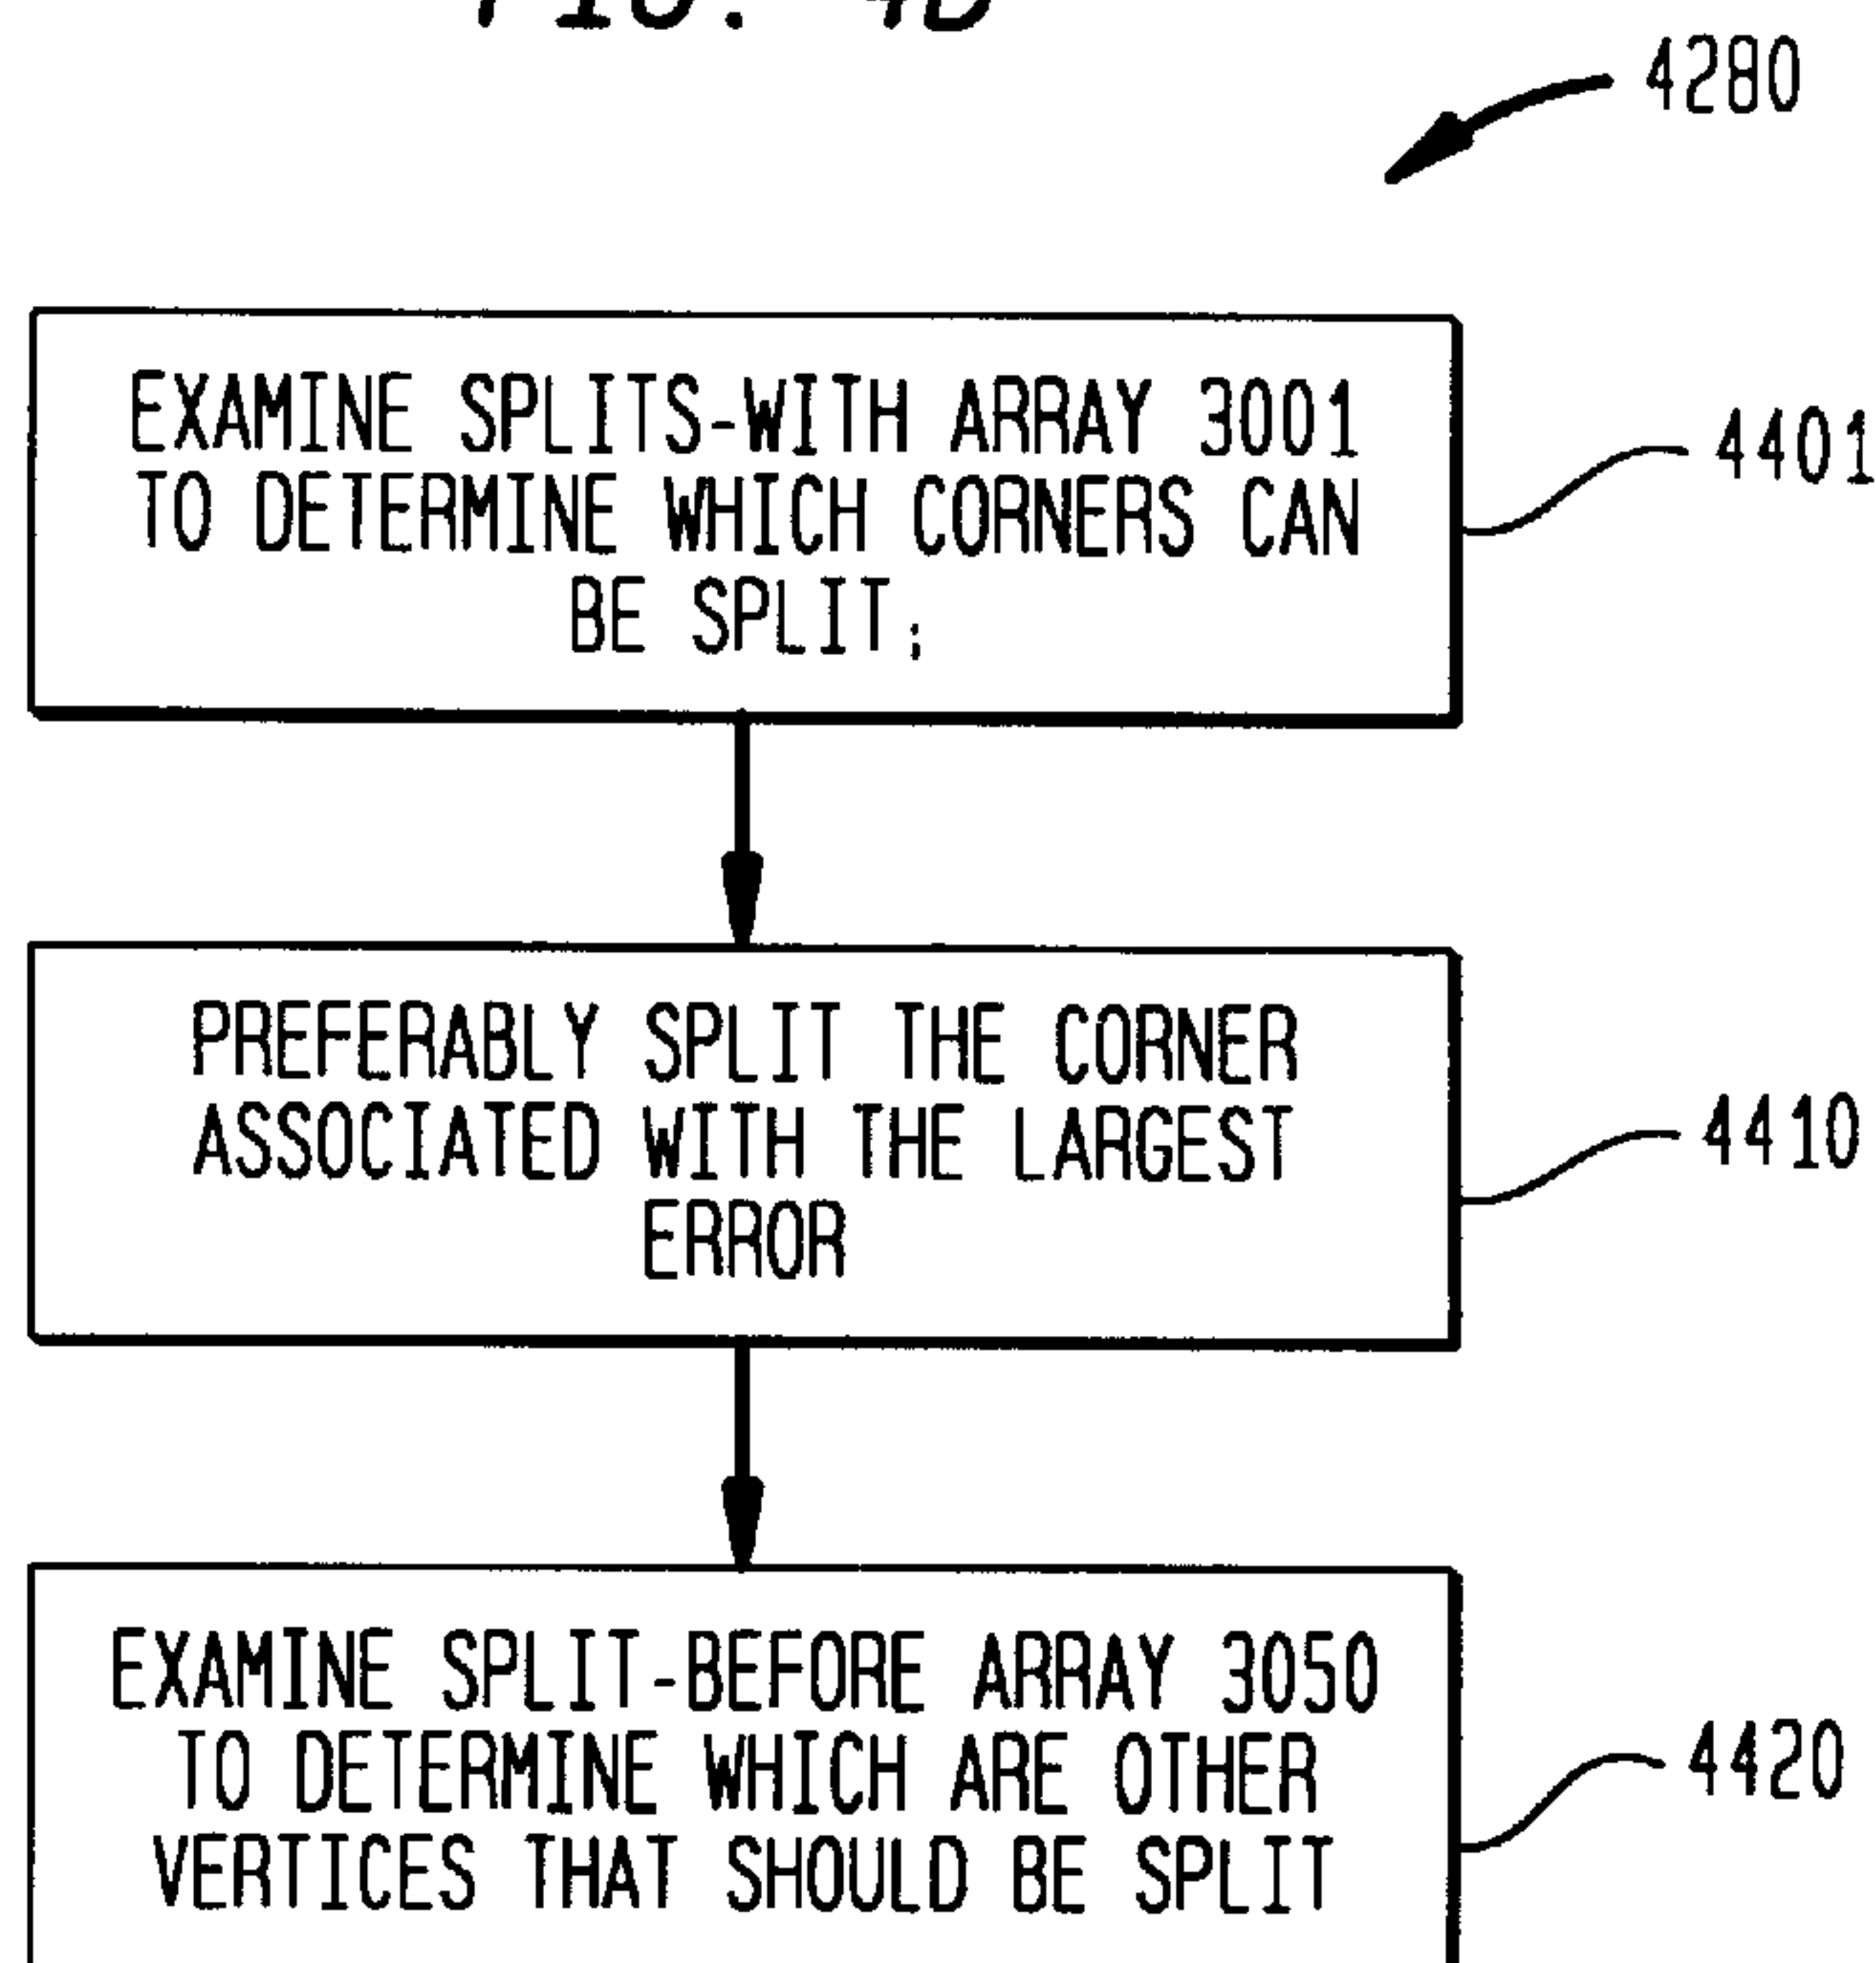 FIG. 4D
4280
EXAMINE SPLITS-WITH ARRAY 3001
TO DETERMINE WHICH CORNERS CAN
BE SPLIT;
4401
PREFERABLY SPLIT THE CORNER
ASSOCIATED WITH THE LARGEST
ERROR
4410
EXAMINE SPLIT-BEFORE ARRAY 3050
TO DETERMINE WHICH ARE OTHER
VERTICES THAT SHOULD BE SPLIT
4420